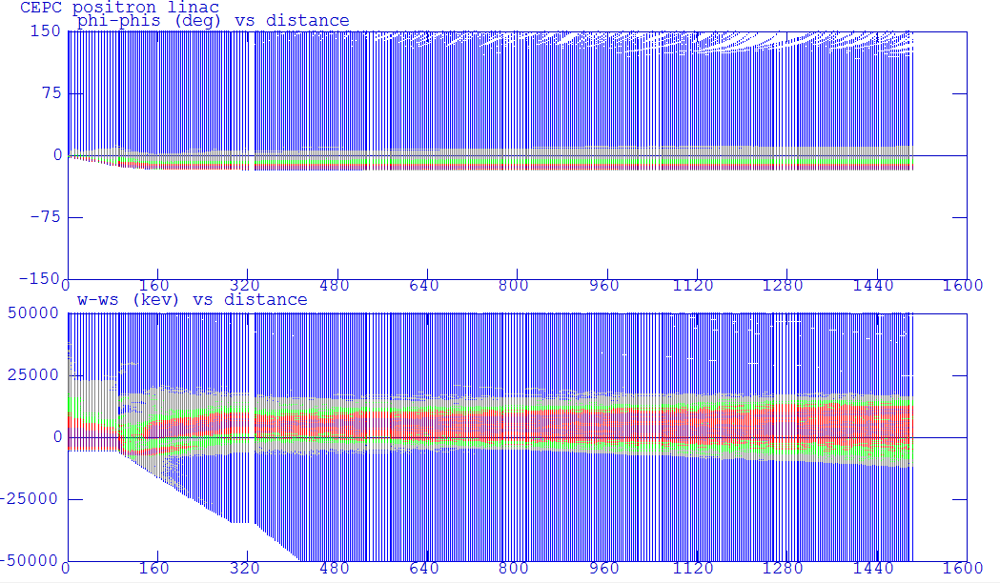 CEPC positron linac
phi-phis (deg) vs distance
150
75
0
-75
-150
0 160 320 480 640 800 960 1120 1280 1440 1600
w-ws (kev) vs distance
50000
25000
0
-25000
-50000
0 160 320 480 640 800 960 1120 1280 1440 1600